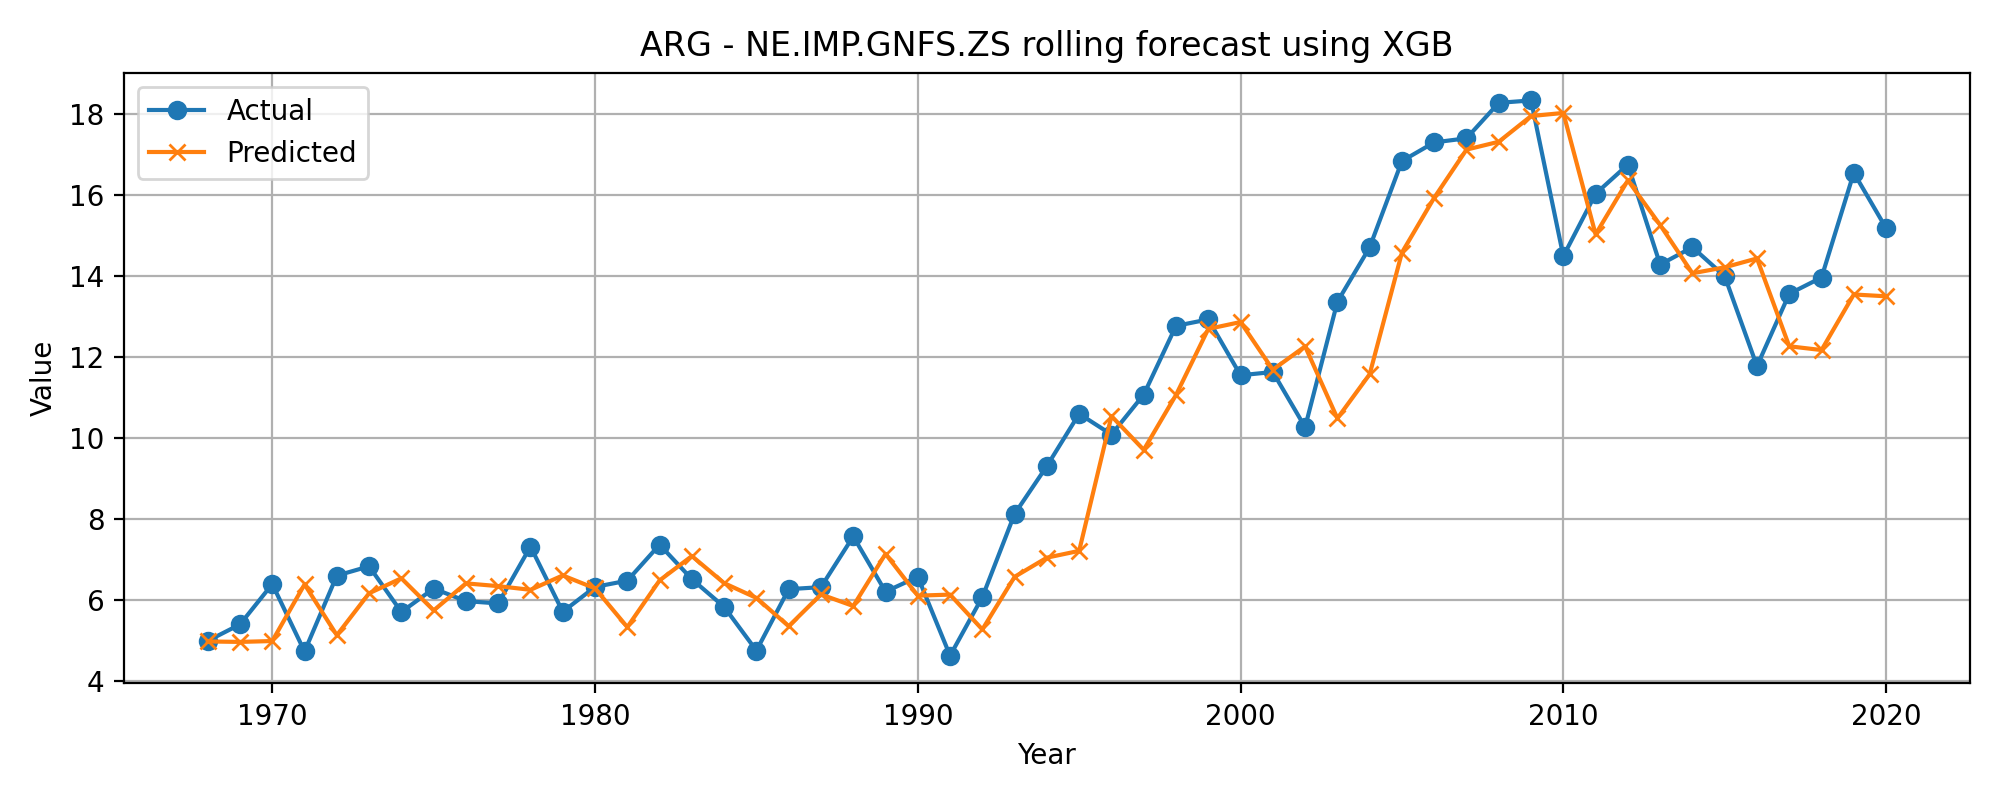 ARG - NE.IMP.GNFS.ZS rolling forecast using XGB
Actual
Predicted
Value
18
16
14
12
10
8
6
4
1970 1980 1990 2000 2010 2020
Year